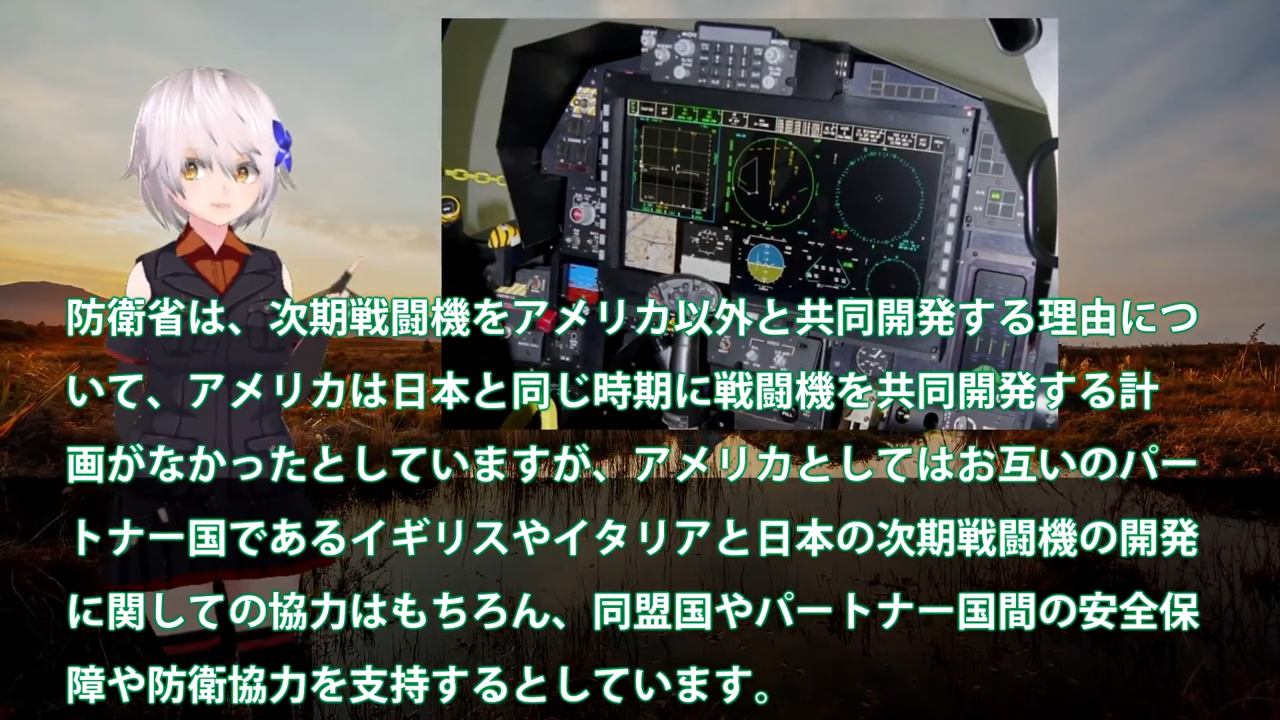 防衛省は、次期戦闘機をアメリカ以外と共同開発する理由につ
いて、アメリカは日本と同じ時期に戦闘機を共同開発する計
画がなかったとしていますが、アメリカとしてはお互いのパー
トナー国であるイギリスやイタリアと日本の次期戦闘機の開発
に関しての協力はもちろん、同盟国やパートナー国間の安全保
障や防衛協力を支持するとしています。